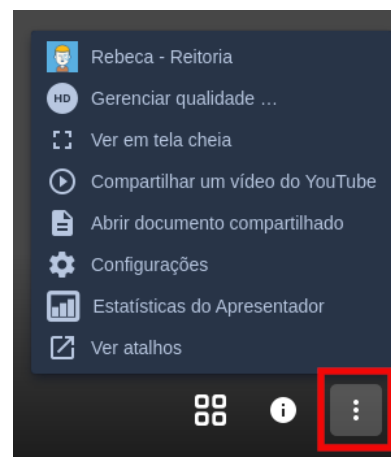 Rebeca - Reitoria
HD Gerenciar qualidade …
Ver em tela cheia
Compartilhar um vídeo do YouTube
Abrir documento compartilhado
Configurações
Estatísticas do Apresentador
Ver atalhos